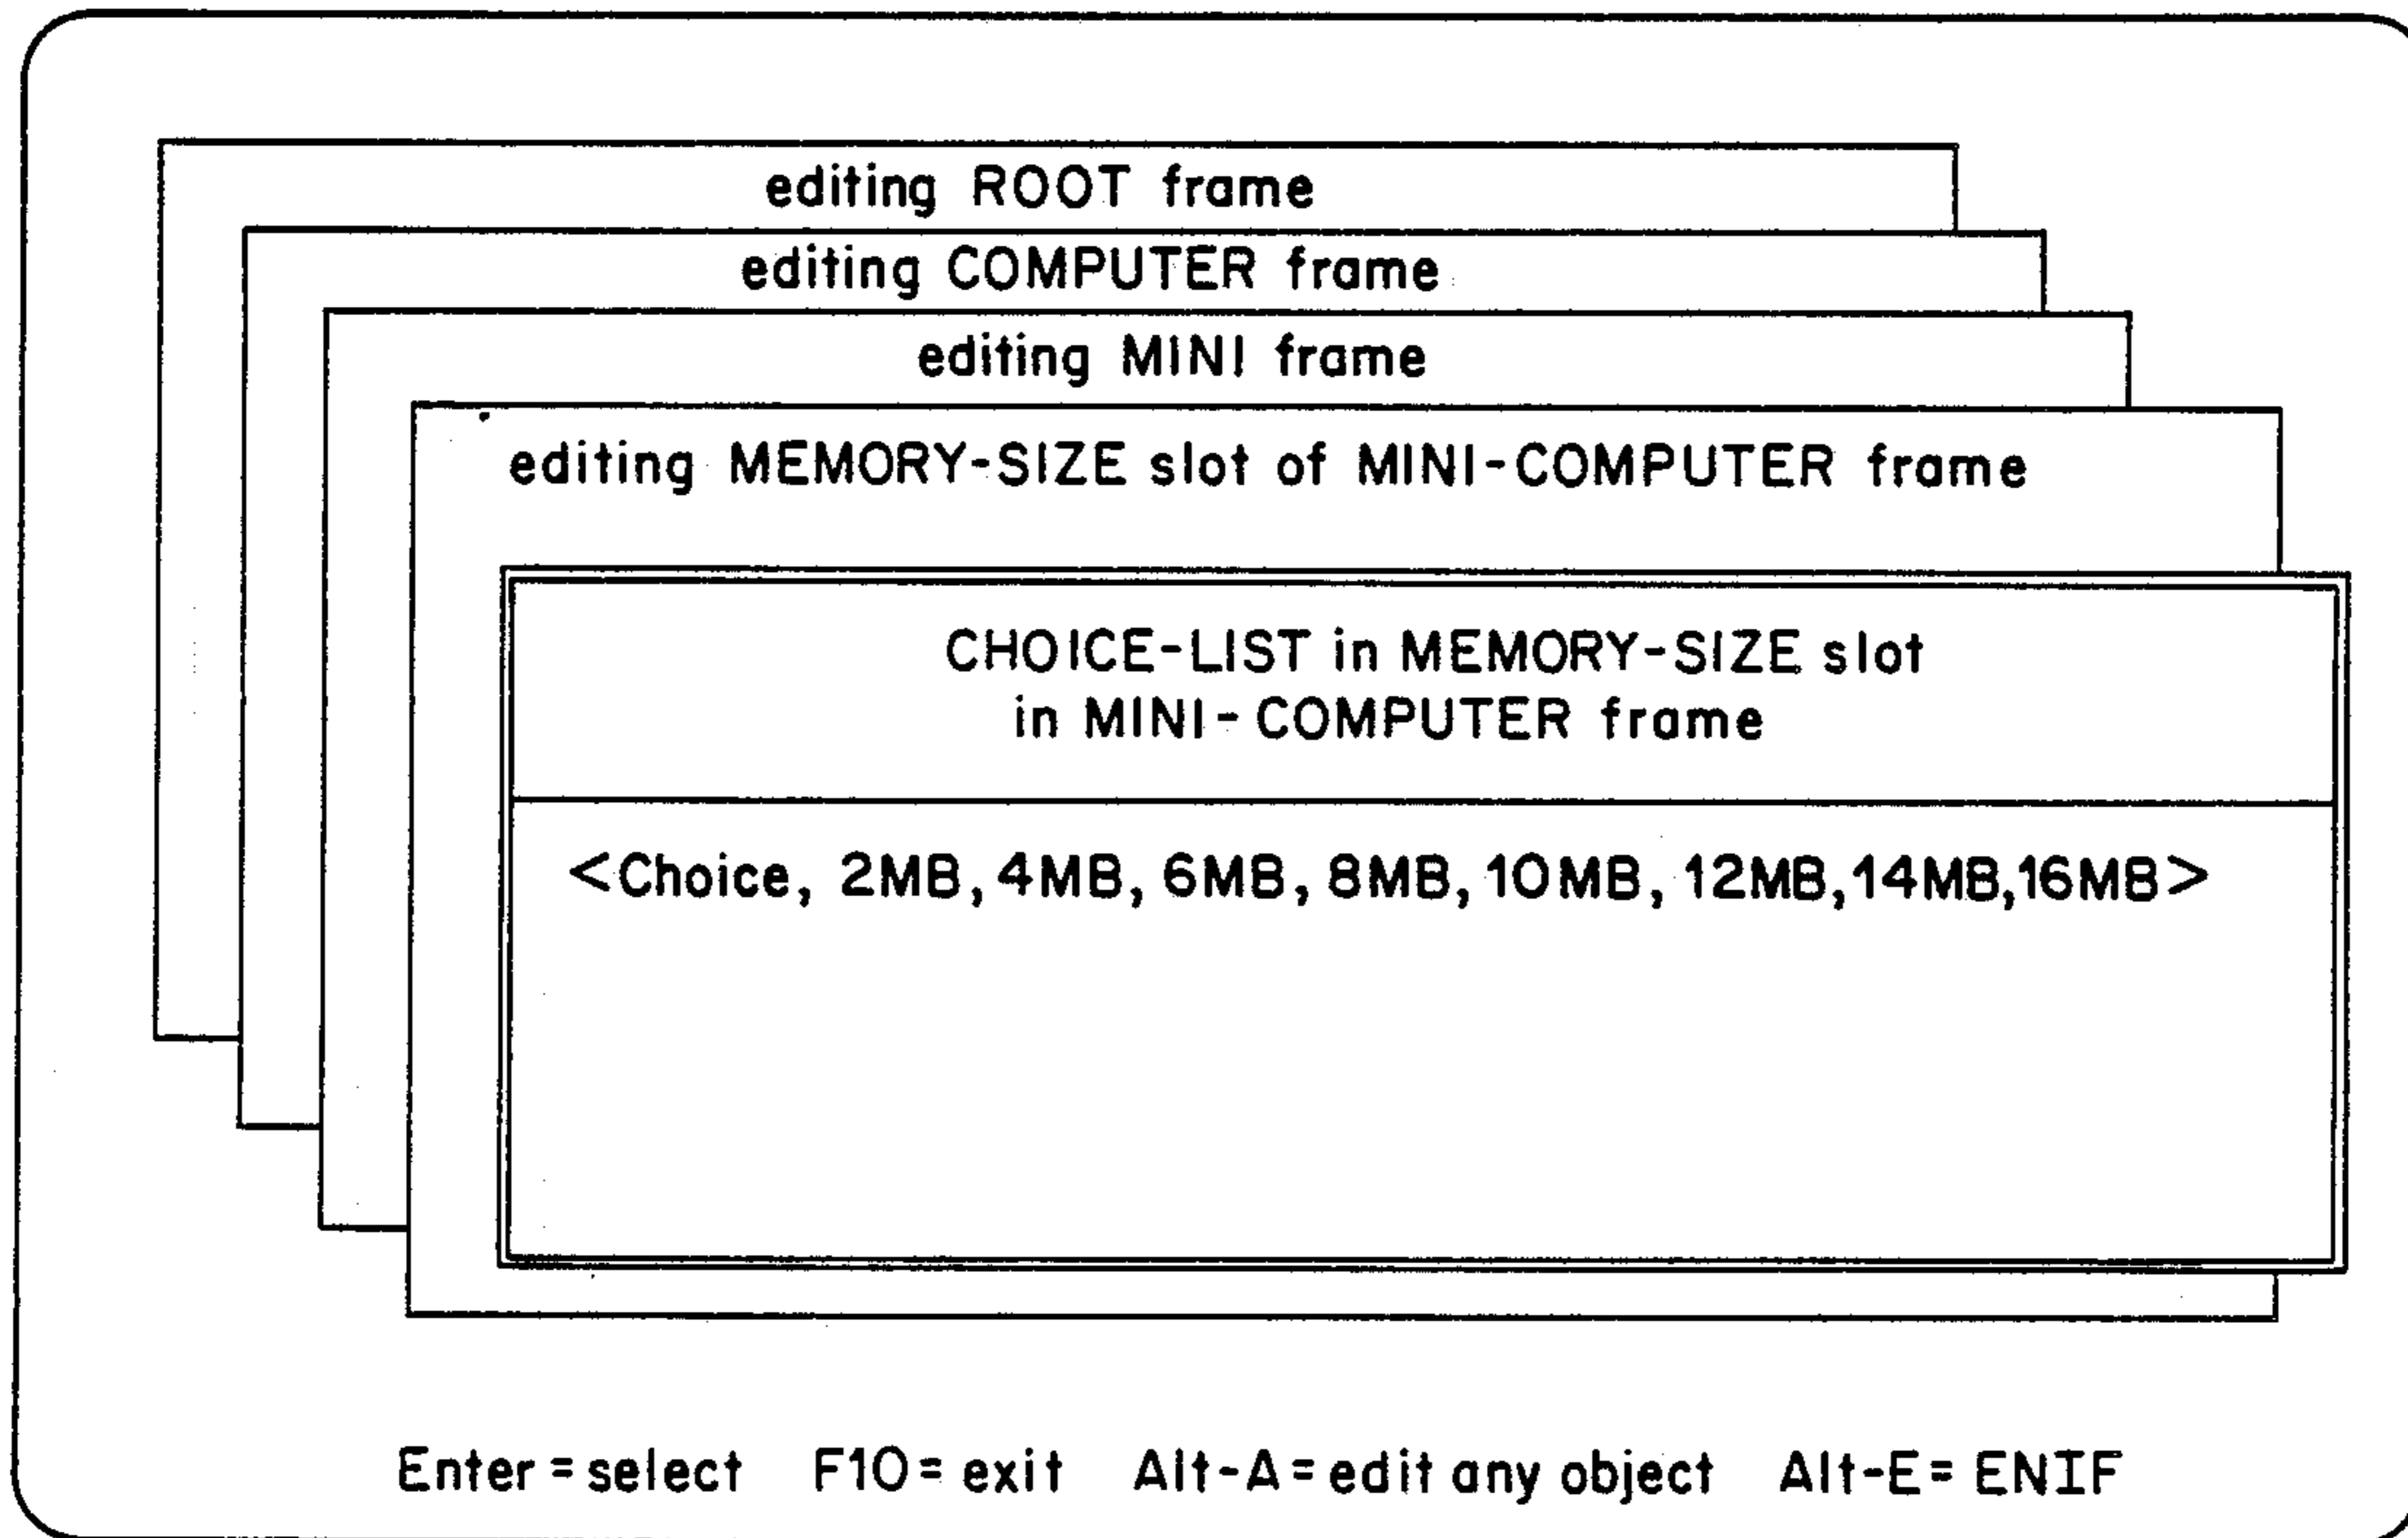 editing ROOT frame
editing COMPUTER frame
editing MINI frame
editing MEMORY-SIZE slot of MINI-COMPUTER frame
CHOICE-LIST in MEMORY-SIZE slot
in MINI-COMPUTER frame
<Choice, 2MB, 4MB, 6MB, 8MB, 10MB, 12MB, 14MB, 16MB>
Enter = select F10 = exit Alt-A = edit any object Alt-E = ENIF